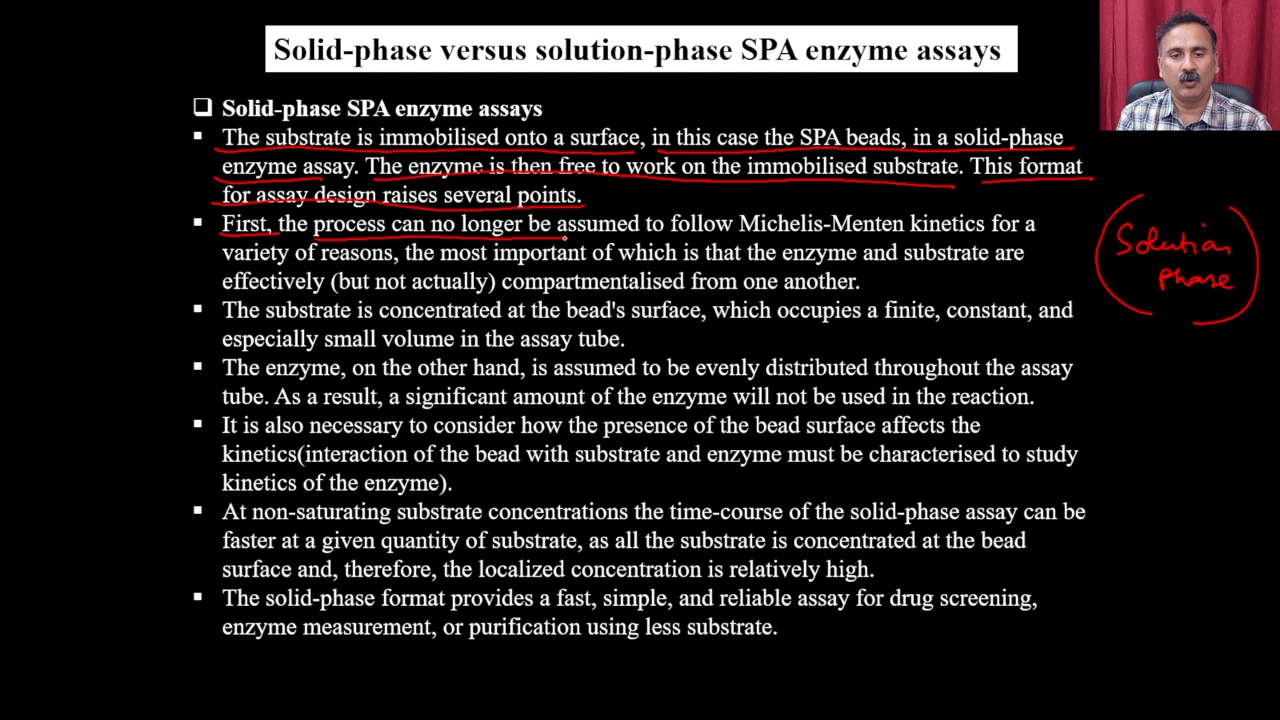 Solid-phase versus solution-phase SPA enzyme assays
❑ Solid-phase SPA enzyme assays
▪ The substrate is immobilised onto a surface, in this case the SPA beads, in a solid-phase
enzyme assay. The enzyme is then free to work on the immobilised substrate. This format
for assay design raises several points.
▪ First, the process can no longer be assumed to follow Michelis-Menten kinetics for a
variety of reasons, the most important of which is that the enzyme and substrate are
effectively (but not actually) compartmentalised from one another.
▪ The substrate is concentrated at the bead's surface, which occupies a finite, constant, and
especially small volume in the assay tube.
▪ The enzyme, on the other hand, is assumed to be evenly distributed throughout the assay
tube. As a result, a significant amount of the enzyme will not be used in the reaction.
▪ It is also necessary to consider how the presence of the bead surface affects the
kinetics(interaction of the bead with substrate and enzyme must be characterised to study
kinetics of the enzyme).
▪ At non-saturating substrate concentrations the time-course of the solid-phase assay can be
faster at a given quantity of substrate, as all the substrate is concentrated at the bead
surface and, therefore, the localized concentration is relatively high.
▪ The solid-phase format provides a fast, simple, and reliable assay for drug screening,
enzyme measurement, or purification using less substrate.
Solution
phase